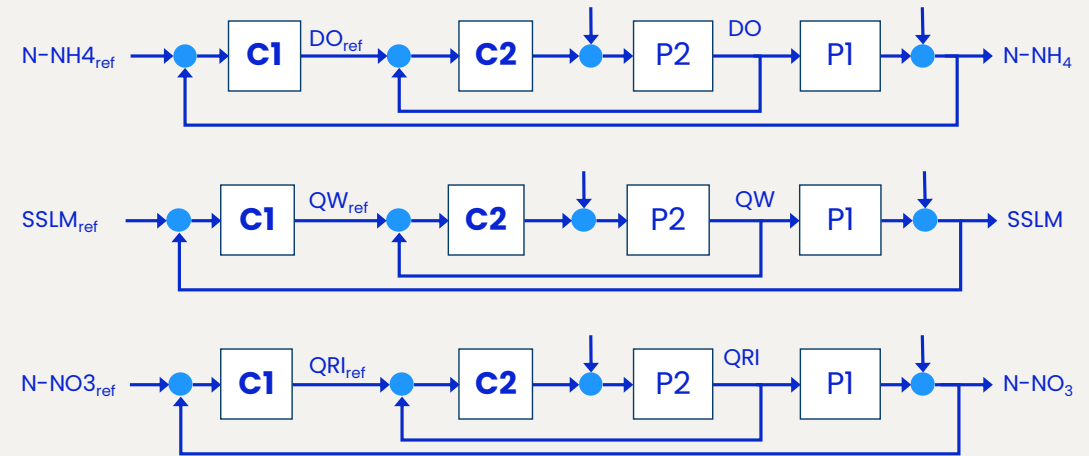 N-NH4ref C1 DOref C2 P2 DO P1 N-NH4
SSLMref C1 QWref C2 P2 QW P1 SSLM
N-NO3ref C1 QRIref C2 P2 QRI P1 N-NO3